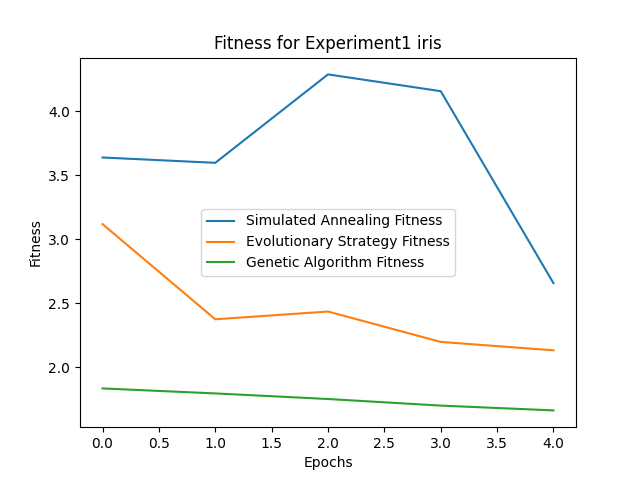 Fitness for Experiment1 iris
Fitness
4.0
3.5
3.0
2.5
2.0
Simulated Annealing Fitness
Evolutionary Strategy Fitness
Genetic Algorithm Fitness
0.0 0.5 1.0 1.5 2.0 2.5 3.0 3.5 4.0
Epochs